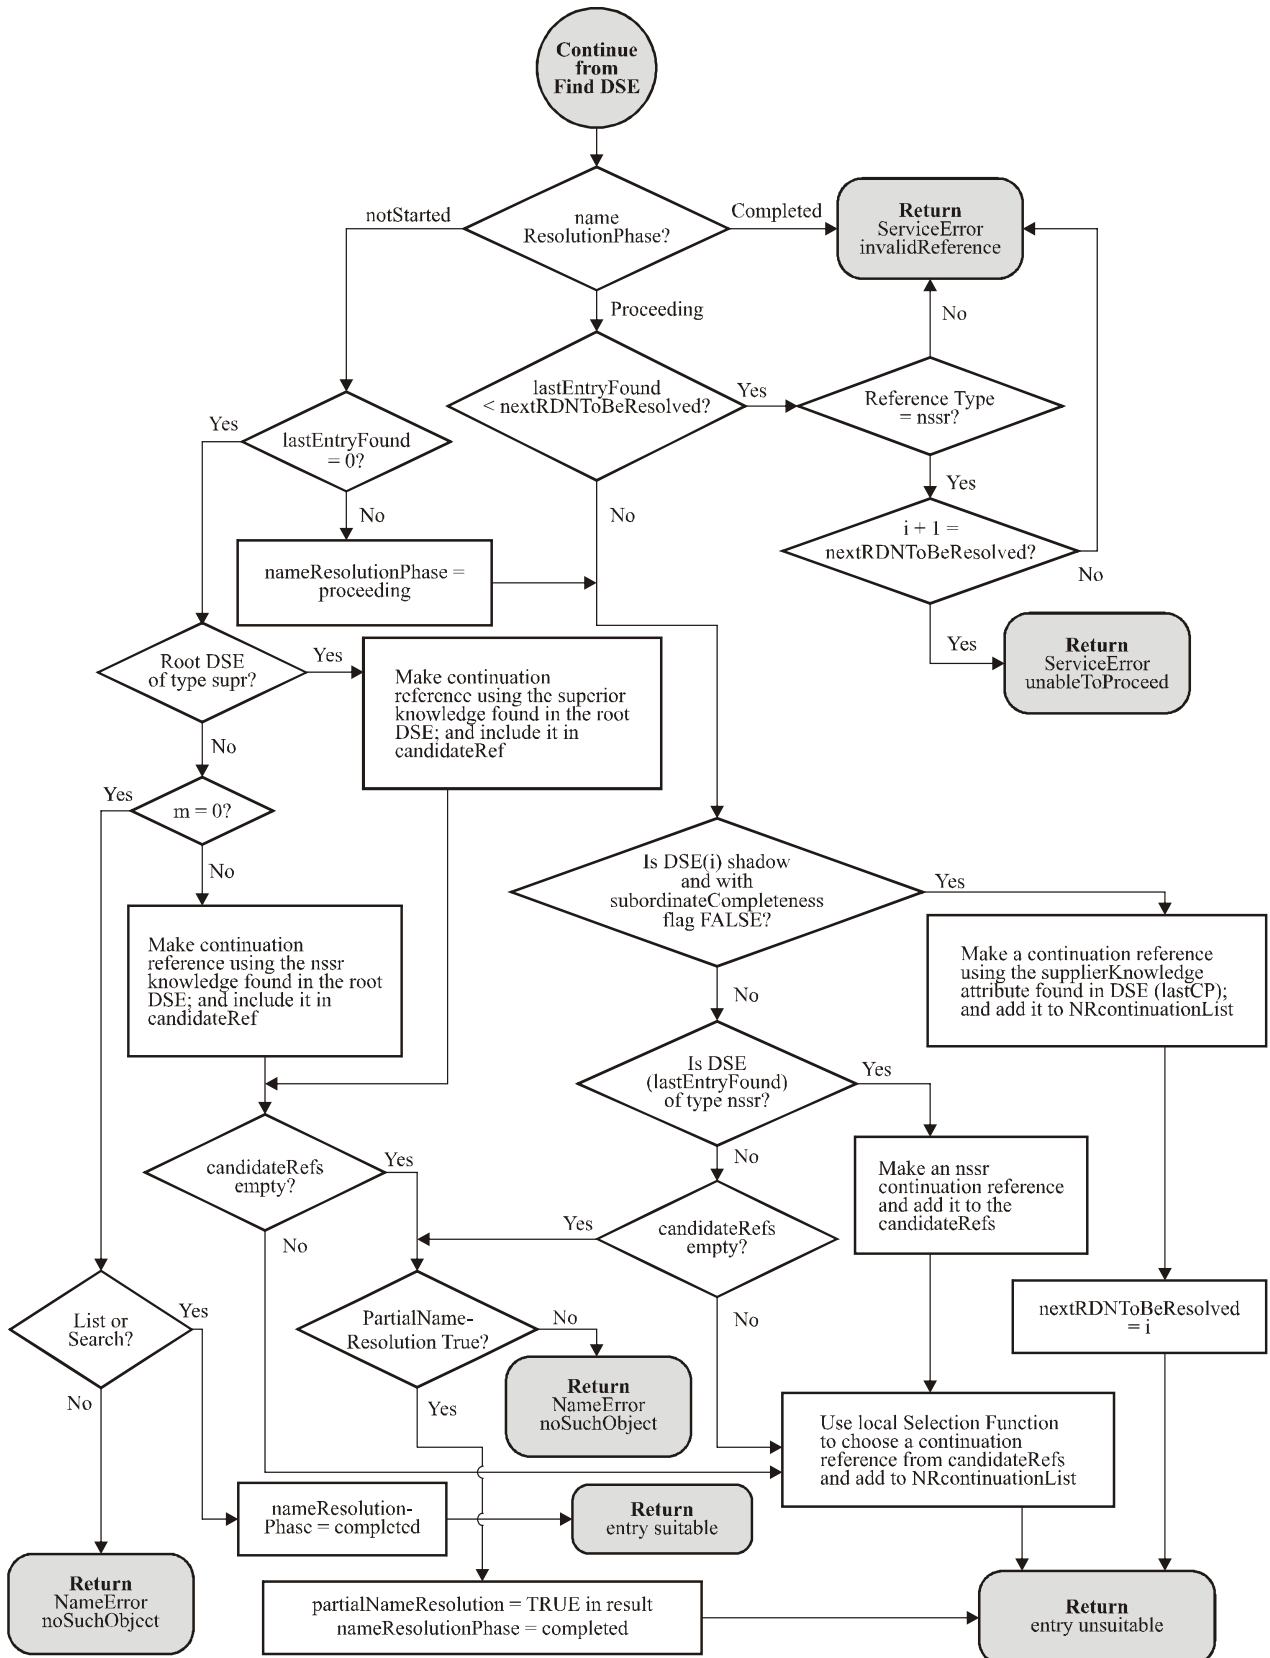 Continue
from
Find DSE
name
ResolutionPhase?
notStarted
Completed
Return
ServiceError
invalidReference
Proceeding
No
lastEntryFound
< nextRDNToBeResolved?
Yes
Reference Type
= nssr?
Yes
lastEntryFound
= 0?
Yes
No
No
i + 1 =
nextRDNToBeResolved?
No
nameResolutionPhase =
proceeding
Yes
Return
ServiceError
unableToProceed
Root DSE
of type supr?
Yes
Make continuation
reference using the superior
knowledge found in the root
DSE; and include it in
candidateRef
No
Yes
m = 0?
No
Is DSE(i) shadow
and with
subordinateCompleteness
flag FALSE?
Yes
Make continuation
reference using the nssr
knowledge found in the root
DSE; and include it in
candidateRef
Make a continuation reference
using the supplierKnowledge
attribute found in DSE (lastCP);
and add it to NRcontinuationList
No
Is DSE
(lastEntryFound)
of type nssr?
Yes
No
candidateRefs
empty?
Yes
Make an nssr
continuation reference
and add it to the
candidateRefs
No
Yes
candidateRefs
empty?
No
List or
Search?
Yes
PartialName-
Resolution True?
No
nextRDNToBeResolved
= i
No
Yes
Return
NameError
noSuchObject
Use local Selection Function
to choose a continuation
reference from candidateRefs
and add to NRcontinuationList
nameResolution-
Phase = completed
Return
entry suitable
Return
NameError
noSuchObject
partialNameResolution = TRUE in result
nameResolutionPhase = completed
Return
entry unsuitable